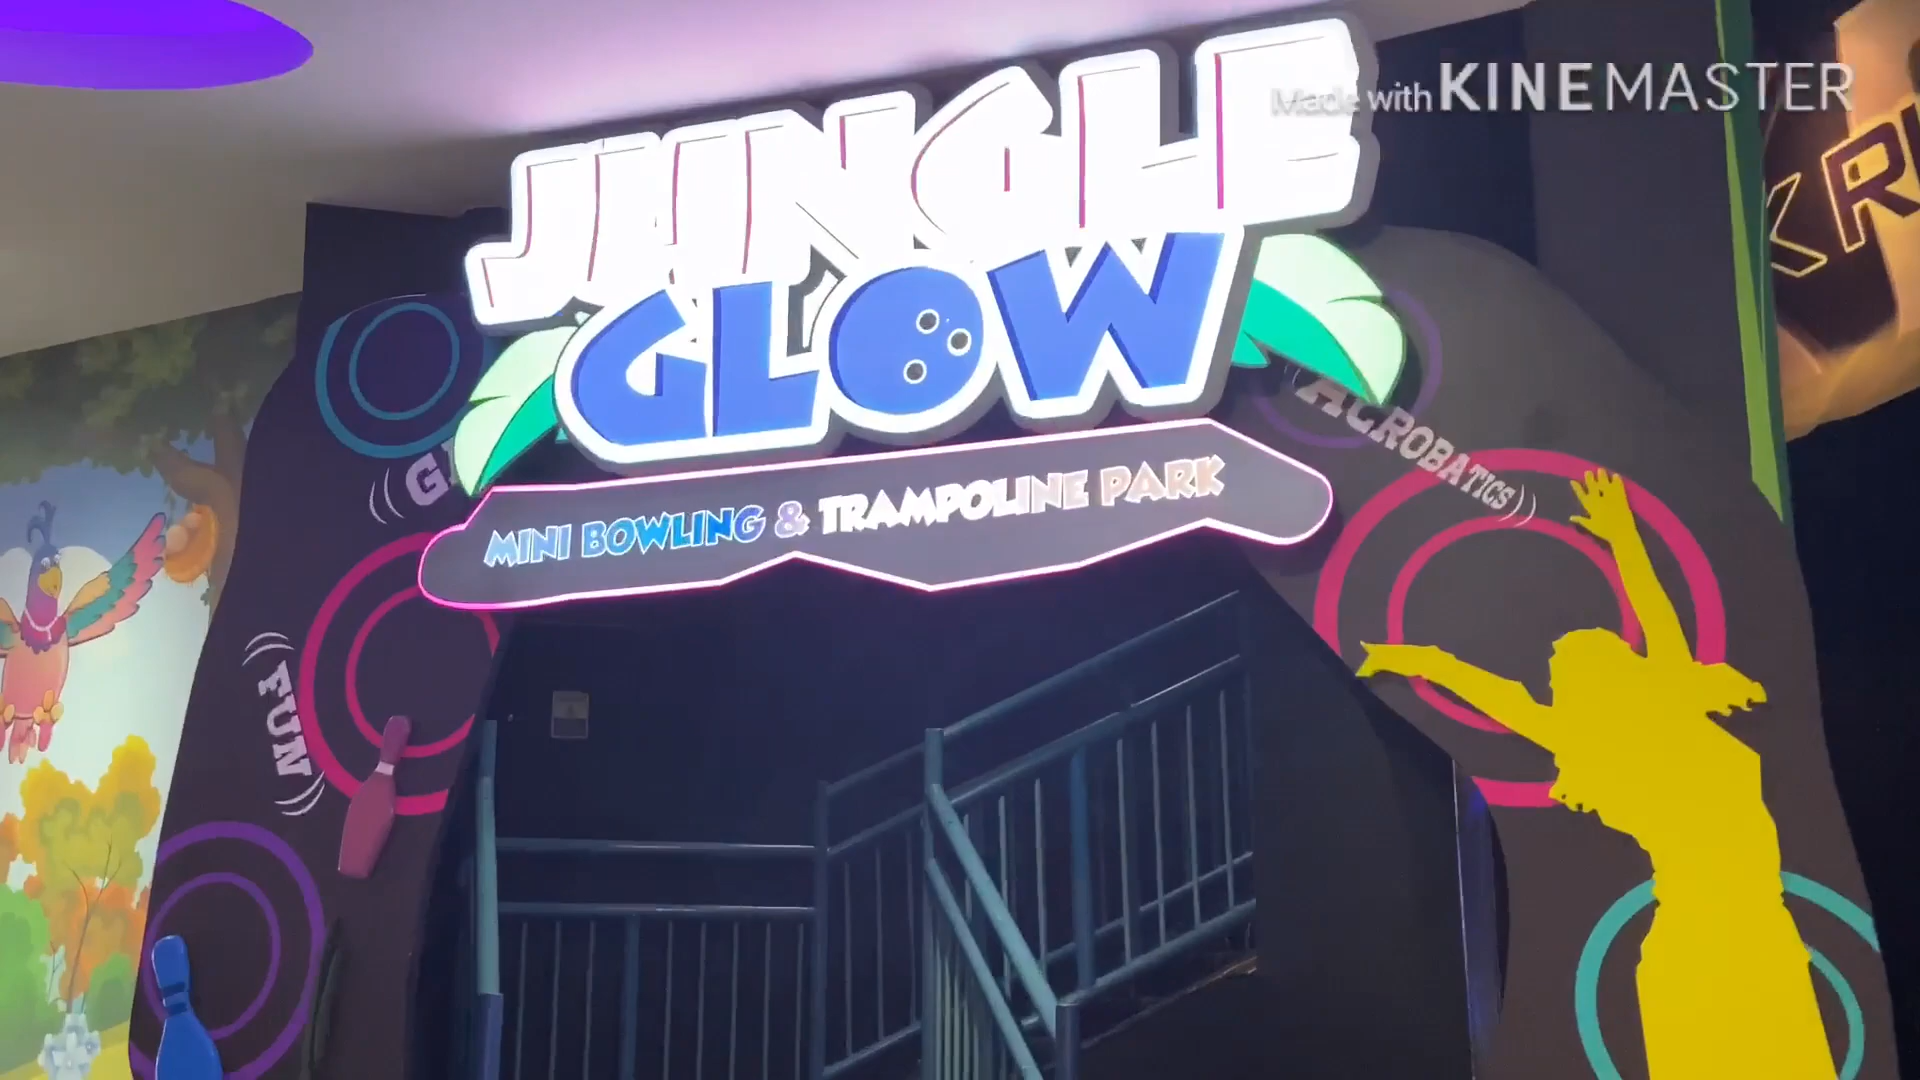 Made with KINEMASTER
JUNGLE
GLOW
MINI BOWLING & TRAMPOLINE PARK
ACROBATICS
FUN